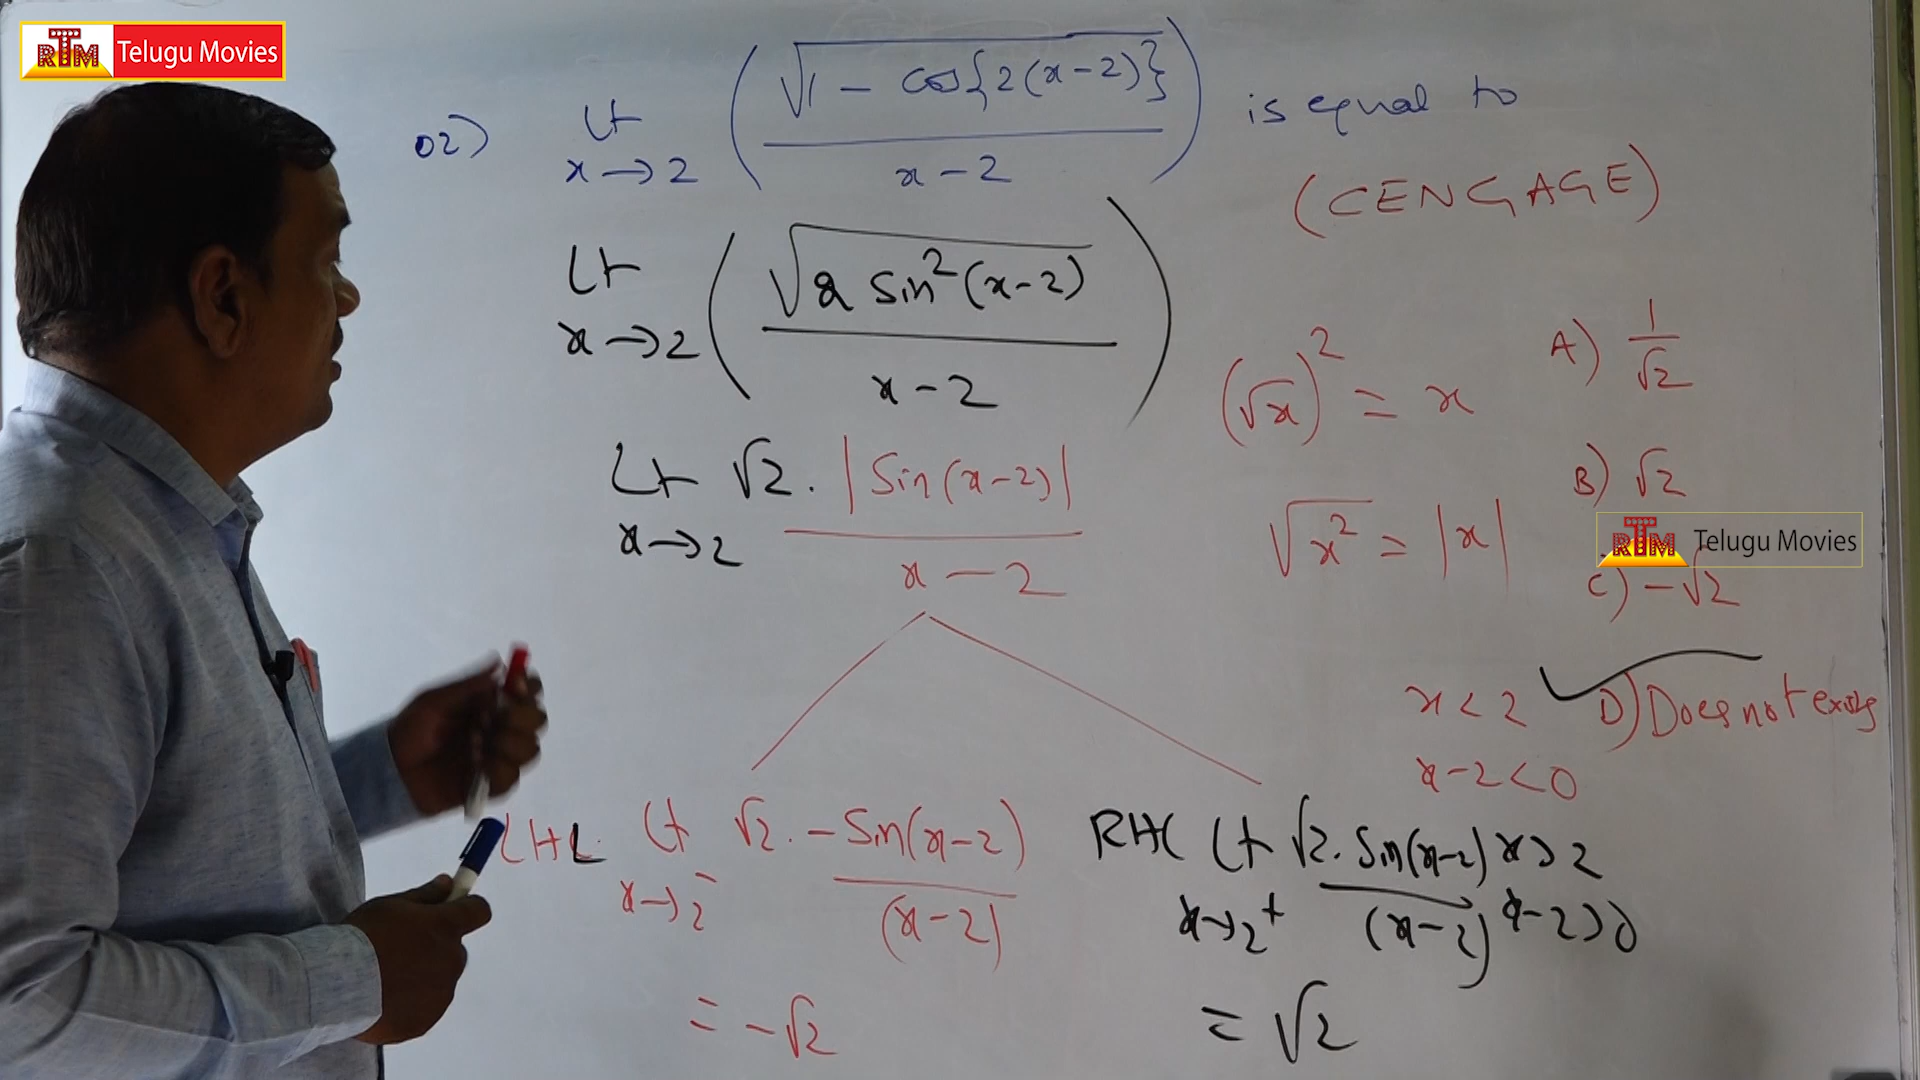 RTM Telugu Movies
02) Lt x→2 (√(1 - cos{2(x-2)}) / (x-2)) is equal to
(CENGAGE)
Lt x→2 (√(2 sin²(x-2)) / (x-2))
(√x)² = x
A) 1/√2
Lt x→2 √2 . |Sin(x-2)| / (x-2)
√x² = |x|
B) √2
RTM Telugu Movies
C) -√2
x<2
D) Does not exists
x-2<0
LHL Lt x→2⁻ √2 . -Sin(x-2) / (x-2)
RHL Lt x→2⁺ √2 . Sin(x-2) / (x-2)
x>2
x-2>0
= -√2
= √2